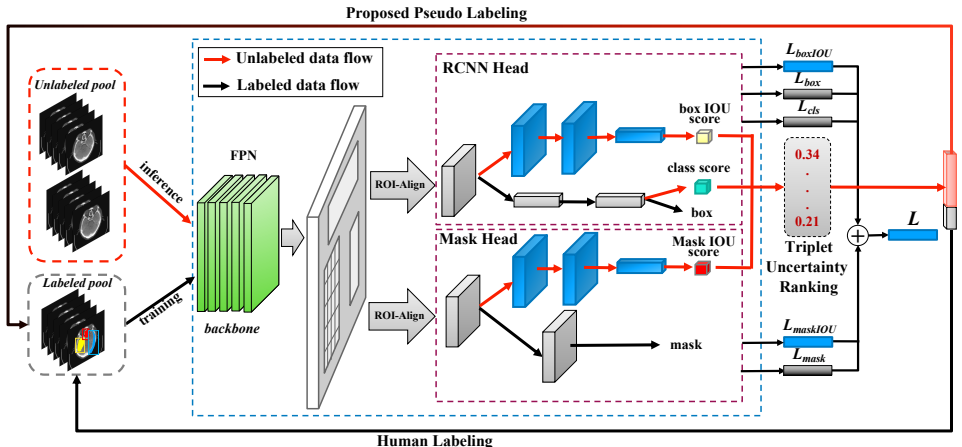 Proposed Pseudo Labeling
Unlabeled pool
inference
Labeled pool
training
Unlabeled data flow
Labeled data flow
FPN
backbone
ROI-Align
ROI-Align
RCNN Head
box IOU
score
class score
box
Mask Head
Mask IOU
score
mask
L_boxIOU
L_box
L_cls
0.34
.
.
.
0.21
Triplet
Uncertainty
Ranking
L
L_maskIOU
L_mask
Human Labeling